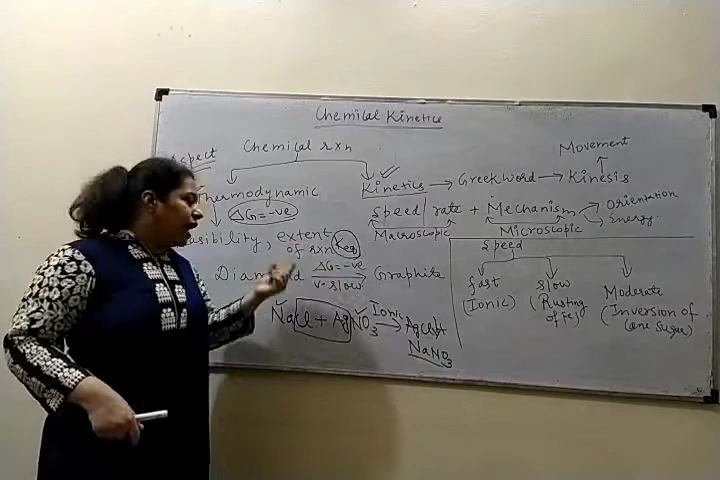 Chemical Kinetics
Chemical rxn
Movement
Thermodynamic
Kinetics → Greek word → Kinesis
ΔG = -ve
Speed/rate + Mechanism
Orientation
Energy
Macroscopic
Microscopic
extent
of rxn Keq
Speed
Diamond ΔG = -ve Graphite
v. slow
fast
(Ionic)
slow
(Rusting
of Fe)
Moderate
(Inversion of
Cane Sugar)
NaCl + AgNO3 Ionic → AgCl↓+
NaNO3